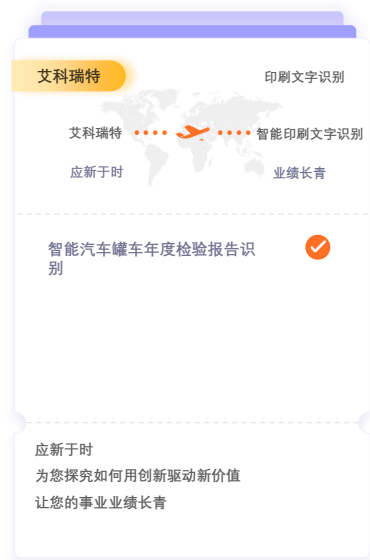 艾科瑞特
印刷文字识别
艾科瑞特
智能印刷文字识别
应新于时
业绩长青
智能汽车罐车年度检验报告识
别
应新于时
为您探究如何用创新驱动新价值
让您的事业业绩长青